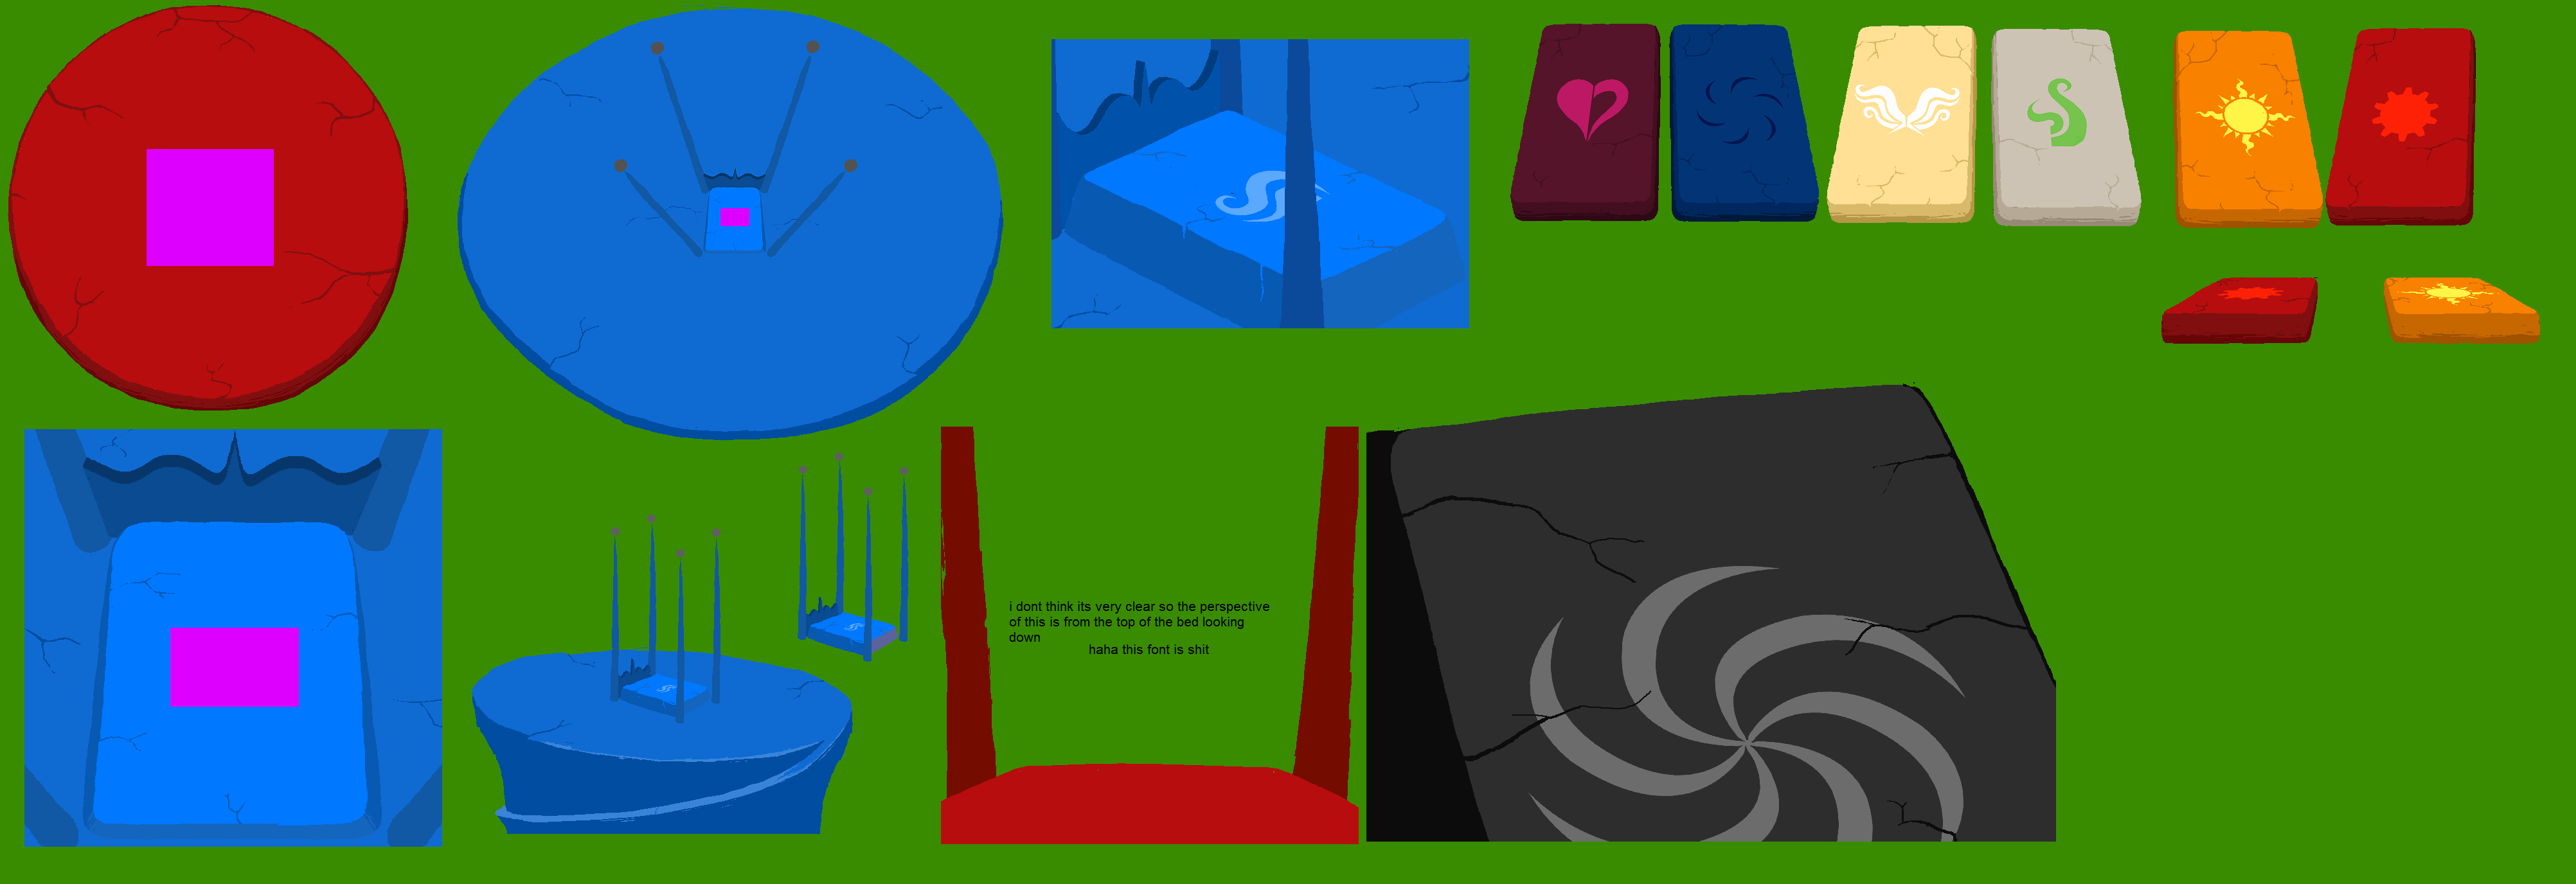 i dont think its very clear so the perspective
of this is from the top of the bed looking
down
haha this font is shit